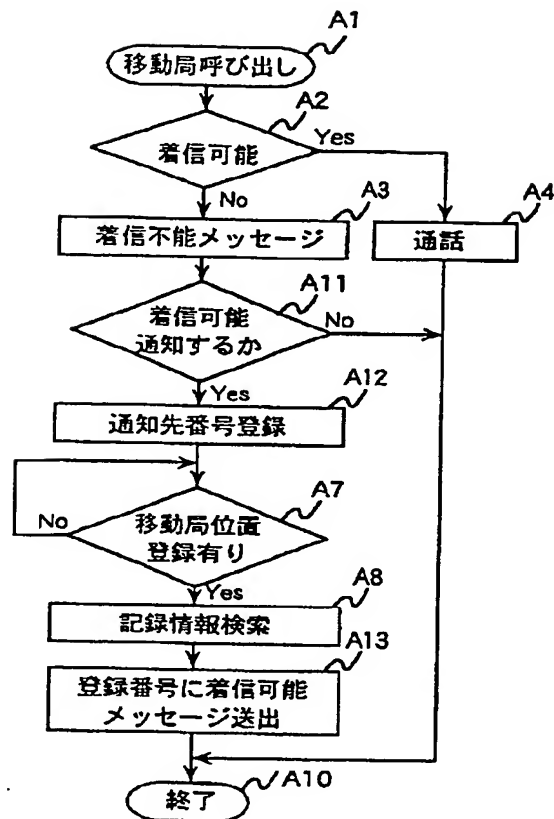 A1
移動局呼び出し
A2
着信可能
Yes
No
A3
着信不能メッセージ
A4
通話
A11
着信可能
通知するか
No
Yes
A12
通知先番号登録
A7
移動局位置
登録有り
No
Yes
A8
記録情報検索
A13
登録番号に着信可能
メッセージ送出
A10
終了